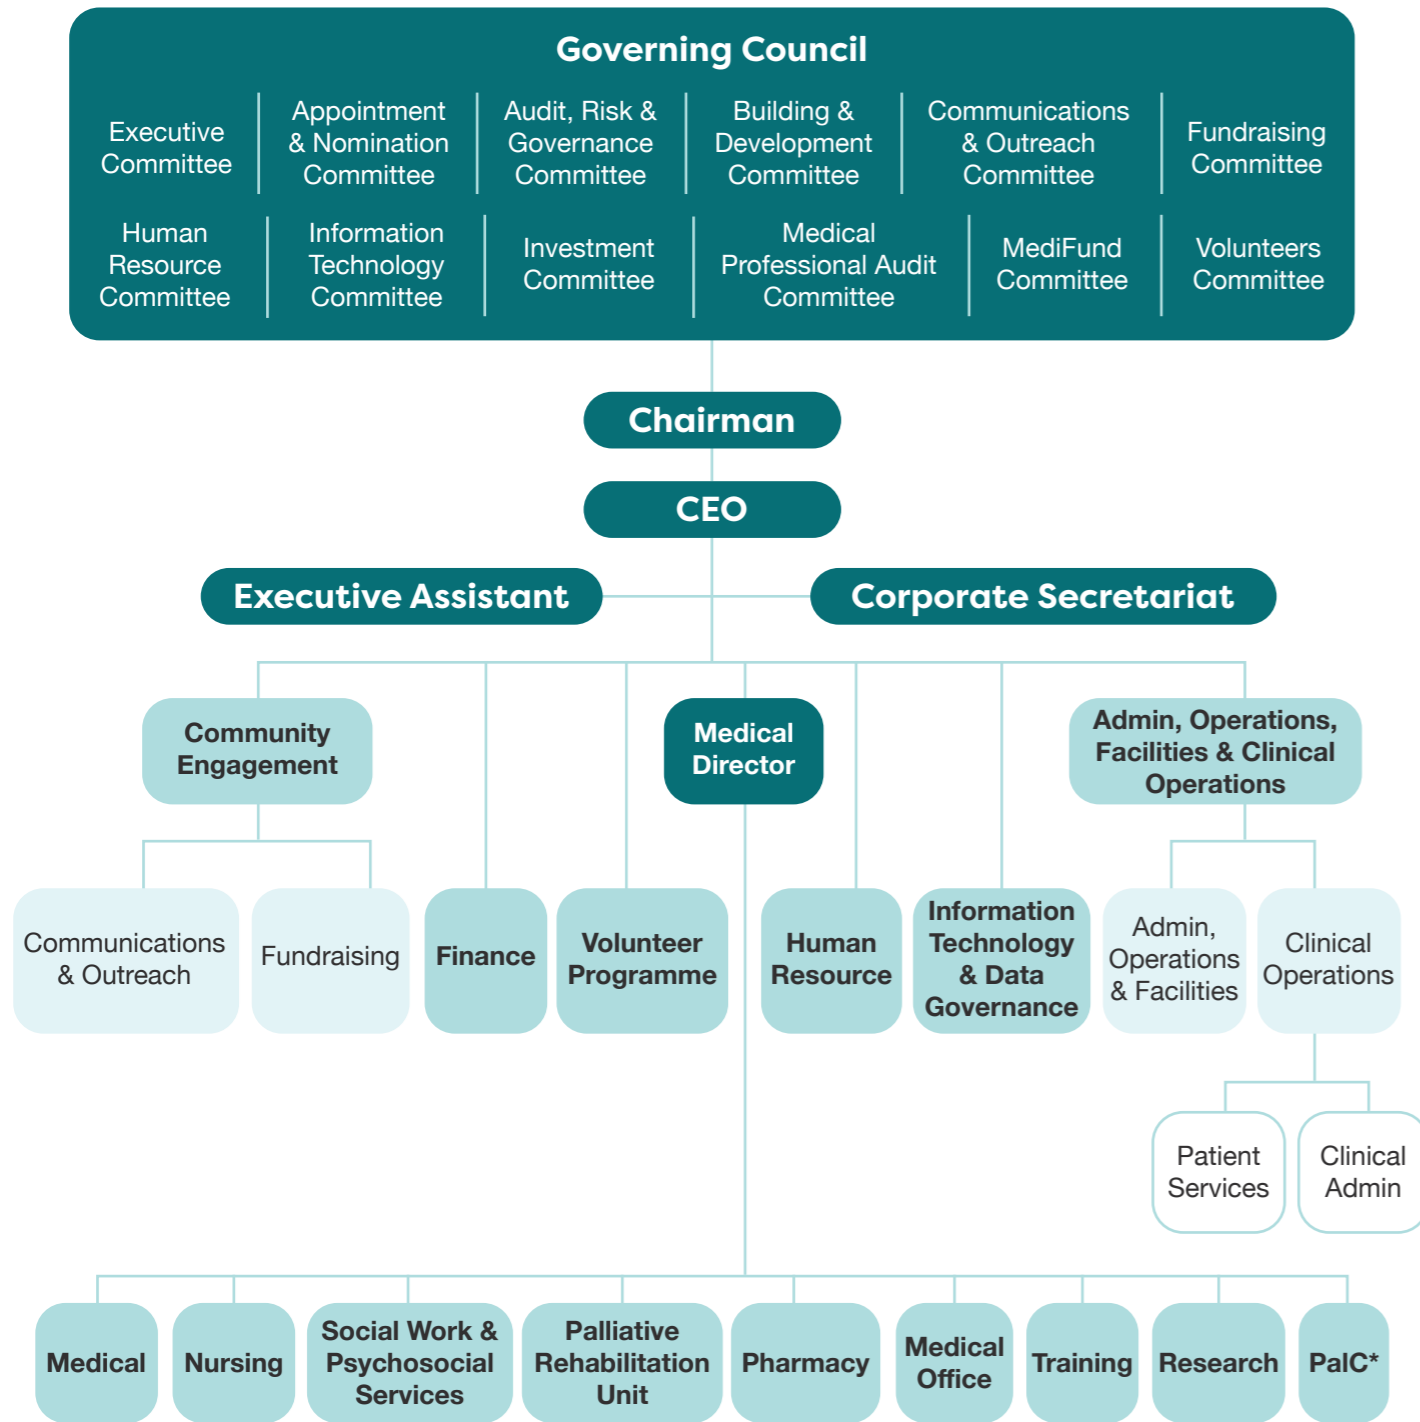 Governing Council
Executive
Committee
Appointment
& Nomination
Committee
Audit, Risk &
Governance
Committee
Building &
Development
Committee
Communications
& Outreach
Committee
Fundraising
Committee
Human
Resource
Committee
Information
Technology
Committee
Investment
Committee
Medical
Professional Audit
Committee
MediFund
Committee
Volunteers
Committee
Chairman
CEO
Executive Assistant
Corporate Secretariat
Community
Engagement
Medical
Director
Admin, Operations,
Facilities & Clinical
Operations
Communications
& Outreach
Fundraising
Finance
Volunteer
Programme
Human
Resource
Information
Technology
& Data
Governance
Admin,
Operations
& Facilities
Clinical
Operations
Patient
Services
Clinical
Admin
Medical
Nursing
Social Work &
Psychosocial
Services
Palliative
Rehabilitation
Unit
Pharmacy
Medical
Office
Training
Research
PalC*